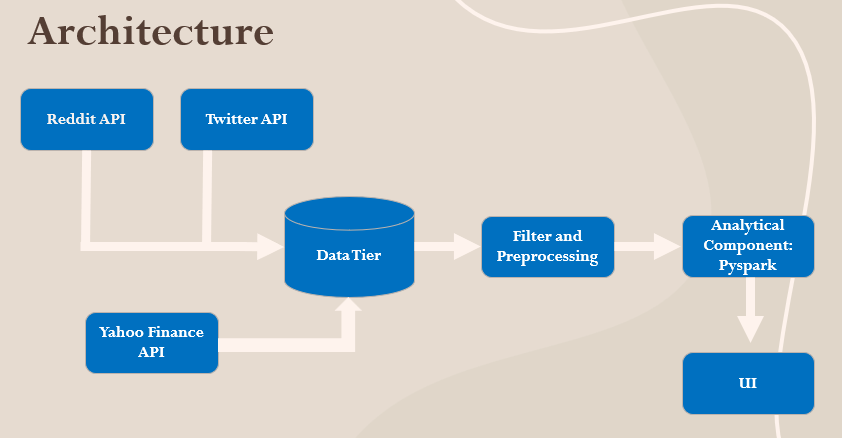 Architecture
Reddit API
Twitter API
Data Tier
Filter and
Preprocessing
Analytical
Component:
Pyspark
Yahoo Finance
API
UI